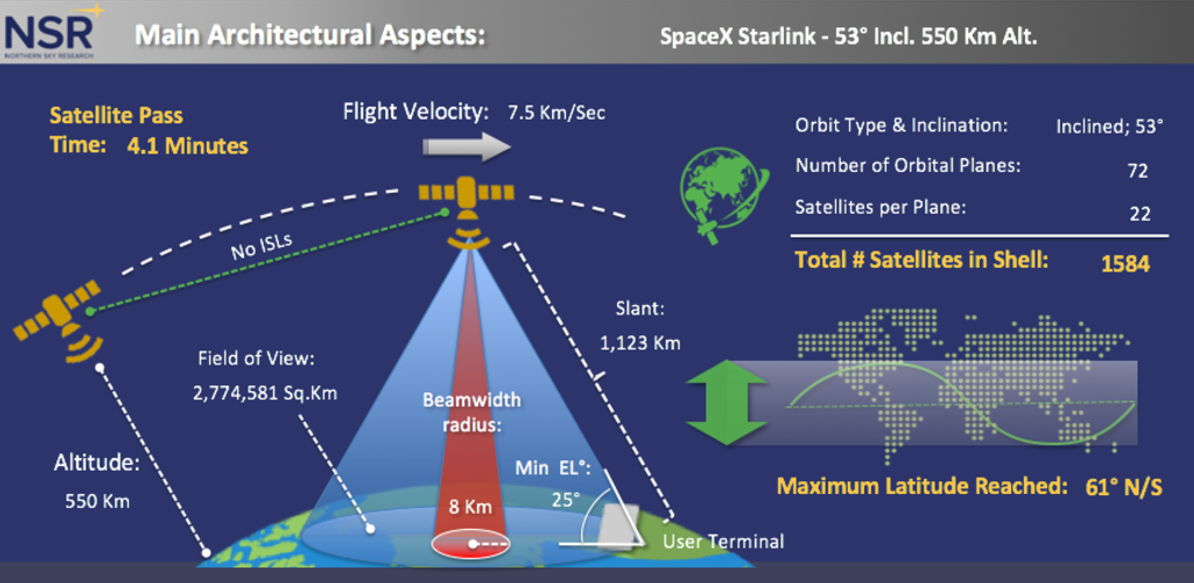 NSR
NORTHERN SKY RESEARCH
Main Architectural Aspects:
SpaceX Starlink - 53° Incl. 550 Km Alt.
Satellite Pass
Time: 4.1 Minutes
Flight Velocity: 7.5 Km/Sec
No ISLs
Slant:
1,123 Km
Field of View:
2,774,581 Sq.Km
Beamwidth
radius:
8 Km
Altitude:
550 Km
Min EL°:
25°
User Terminal
Orbit Type & Inclination: Inclined; 53°
Number of Orbital Planes: 72
Satellites per Plane: 22
Total # Satellites in Shell: 1584
Maximum Latitude Reached: 61° N/S